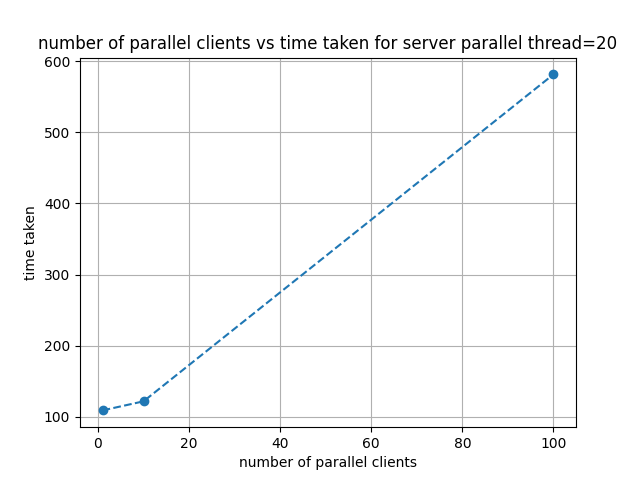 number of parallel clients vs time taken for server parallel thread=20
600
500
400
300
200
100
time taken
0 20 40 60 80 100
number of parallel clients